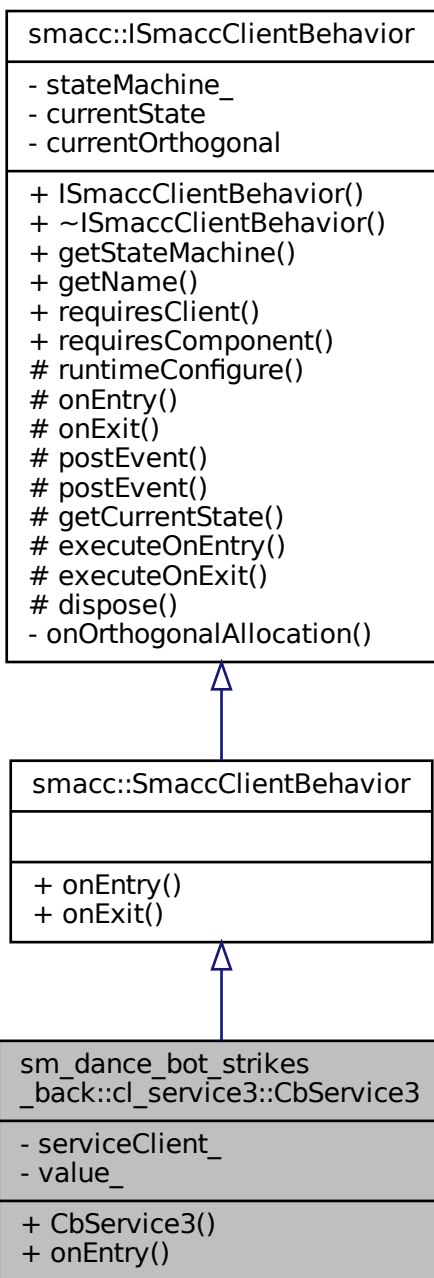 smacc::ISmaccClientBehavior
- stateMachine_
- currentState
- currentOrthogonal
+ ISmaccClientBehavior()
+ ~ISmaccClientBehavior()
+ getStateMachine()
+ getName()
+ requiresClient()
+ requiresComponent()
# runtimeConfigure()
# onEntry()
# onExit()
# postEvent()
# postEvent()
# getCurrentState()
# executeOnEntry()
# executeOnExit()
# dispose()
- onOrthogonalAllocation()
smacc::SmaccClientBehavior
+ onEntry()
+ onExit()
sm_dance_bot_strikes
_back::cl_service3::CbService3
- serviceClient_
- value_
+ CbService3()
+ onEntry()